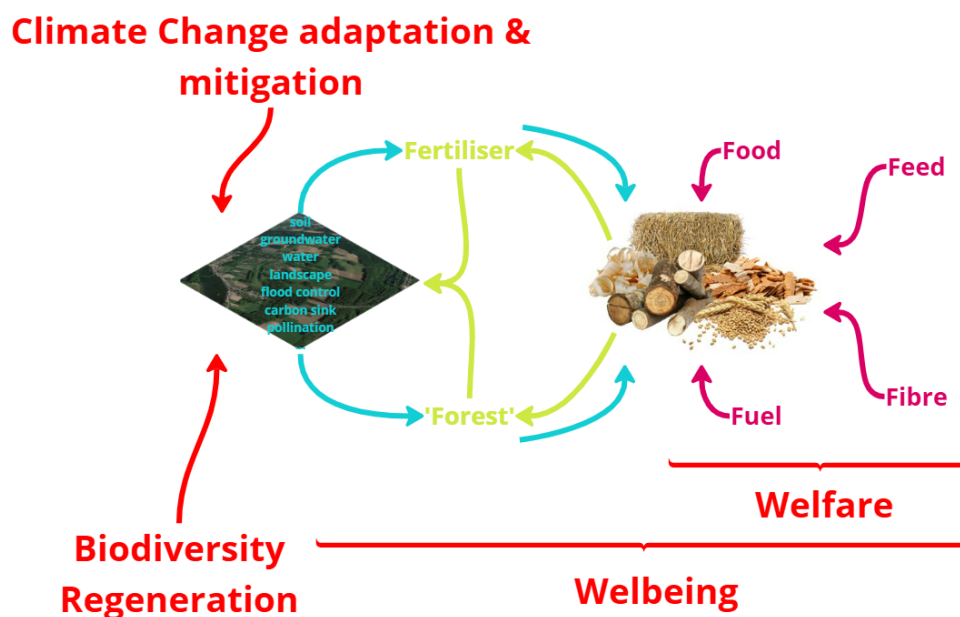 Climate Change adaptation &
mitigation
Fertiliser
Food
Feed
soil
groundwater
water
landscape
flood control
carbon sink
pollination
'Forest'
Fuel
Fibre
Welfare
Biodiversity
Regeneration
Welbeing